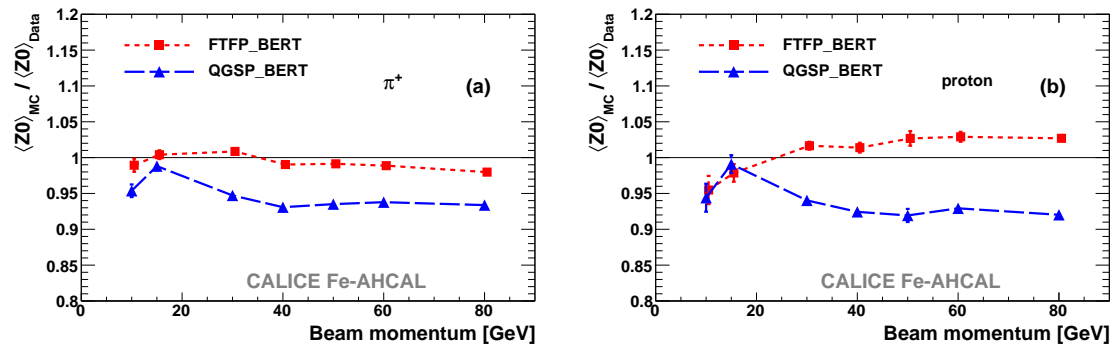 ⟨Z0⟩MC / ⟨Z0⟩Data
1.2
1.15
1.1
1.05
1
0.95
0.9
0.85
0.8
FTFP_BERT
QGSP_BERT
π+
(a)
CALICE Fe-AHCAL
0 20 40 60 80
Beam momentum [GeV]
⟨Z0⟩MC / ⟨Z0⟩Data
1.2
1.15
1.1
1.05
1
0.95
0.9
0.85
0.8
FTFP_BERT
QGSP_BERT
proton
(b)
CALICE Fe-AHCAL
0 20 40 60 80
Beam momentum [GeV]